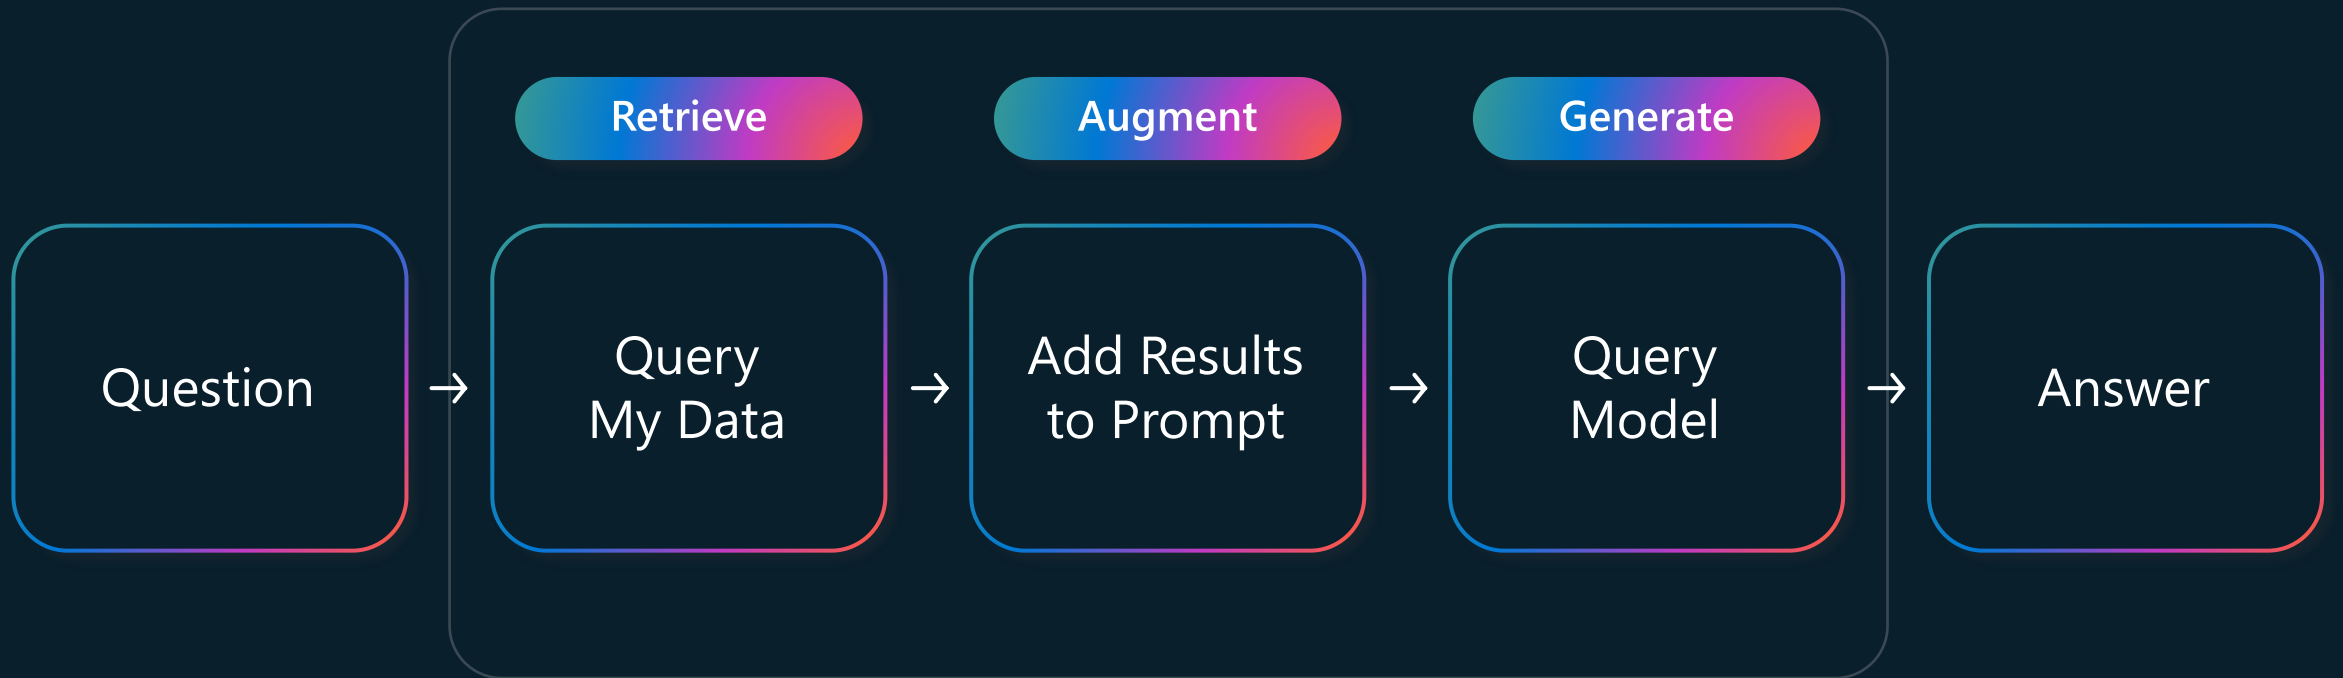 Retrieve
Augment
Generate
Question
Query
My Data
Add Results
to Prompt
Query
Model
Answer